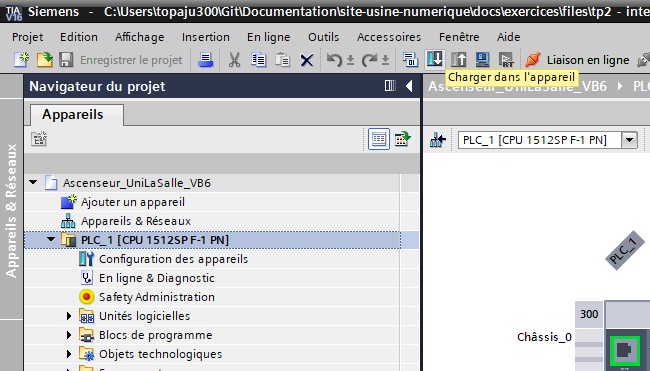 TIA V16 Siemens - C:\Users\topaju300\Git\Documentation\site-usine-numerique\docs\exercices\files\tp2 - inte
Projet Edition Affichage Insertion En ligne Outils Accessoires Fenêtre Aide
Enregistrer le projet RT Liaison en ligne
Charger dans l'appareil
Navigateur du projet
Ascenseur_UniLaSalle_VB6 PLC
Appareils
PLC_1 [CPU 1512SP F-1 PN]
Appareils & Réseaux
Ascenseur_UniLaSalle_VB6
Ajouter un appareil
Appareils & Réseaux
PLC_1 [CPU 1512SP F-1 PN]
PLC_1
Configuration des appareils
En ligne & Diagnostic
Safety Administration
Unités logicielles
300
Blocs de programme
Châssis_0
Objets technologiques